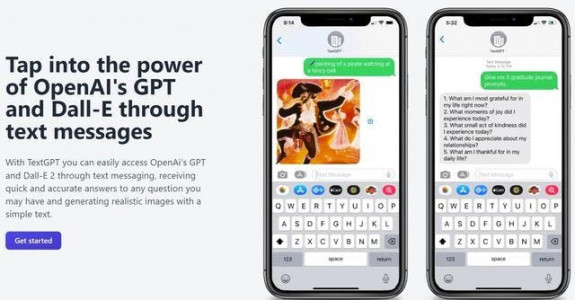 Tap into the power
of OpenAI's GPT
and Dall-E through
text messages
With TextGPT you can easily access OpenAI's GPT
and Dall-E 2 through text messaging, receiving
quick and accurate answers to any question you
may have and generating realistic images with a
simple text.
Get started
9:14
TextGPT
painting of a pirate waltzing at
a fancy ball
Text Message
Q W E R T Y U I O P
A S D F G H J K L
Z X C V B N M
123 space return
5:32
TextGPT
Text Message
Give me 5 gratitude journal
prompts.
1. What am I most grateful for in
my life right now?
2. What moments of joy did I
experience today?
3. What small act of kindness did
I experience today?
4. What do I appreciate about my
relationships?
5. What am I thankful for in my
daily life?
Text Message
Q W E R T Y U I O P
A S D F G H J K L
Z X C V B N M
123 space return